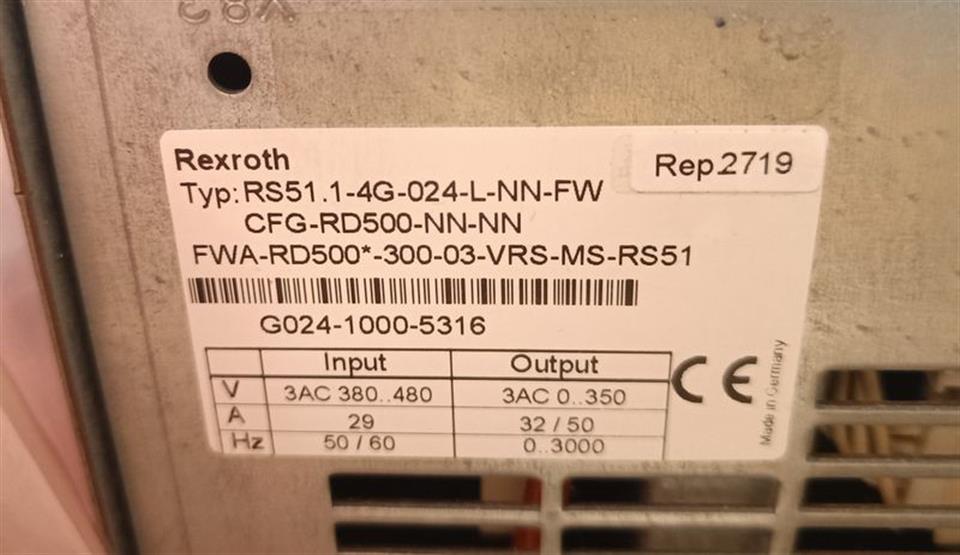 Rexroth
Rep.2719
Typ: RS51.1-4G-024-L-NN-FW
CFG-RD500-NN-NN
FWA-RD500*-300-03-VRS-MS-RS51
G024-1000-5316
Input Output
V 3AC 380..480 3AC 0..350
A 29 32 / 50
Hz 50 / 60 0..3000
CE
Made in Germany